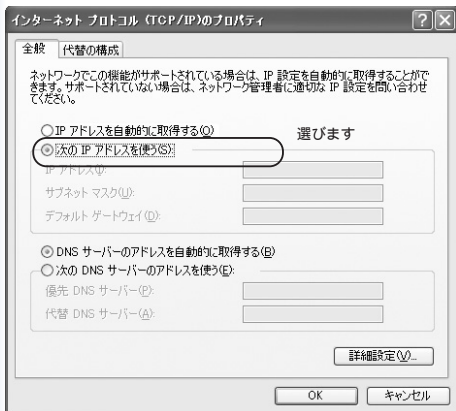 インターネット プロトコル (TCP/IP)のプロパティ
全般
代替の構成
ネットワークでこの機能がサポートされている場合は、IP 設定を自動的に取得することがで
きます。サポートされていない場合は、ネットワーク管理者に適切な IP 設定を問い合わせ
てください。
IP アドレスを自動的に取得する(O)
選びます
次の IP アドレスを使う(S):
IP アドレス(I):
サブネット マスク(U):
デフォルト ゲートウェイ(D):
DNS サーバーのアドレスを自動的に取得する(B)
次の DNS サーバーのアドレスを使う(E):
優先 DNS サーバー(P):
代替 DNS サーバー(A):
詳細設定(V)...
OK
キャンセル